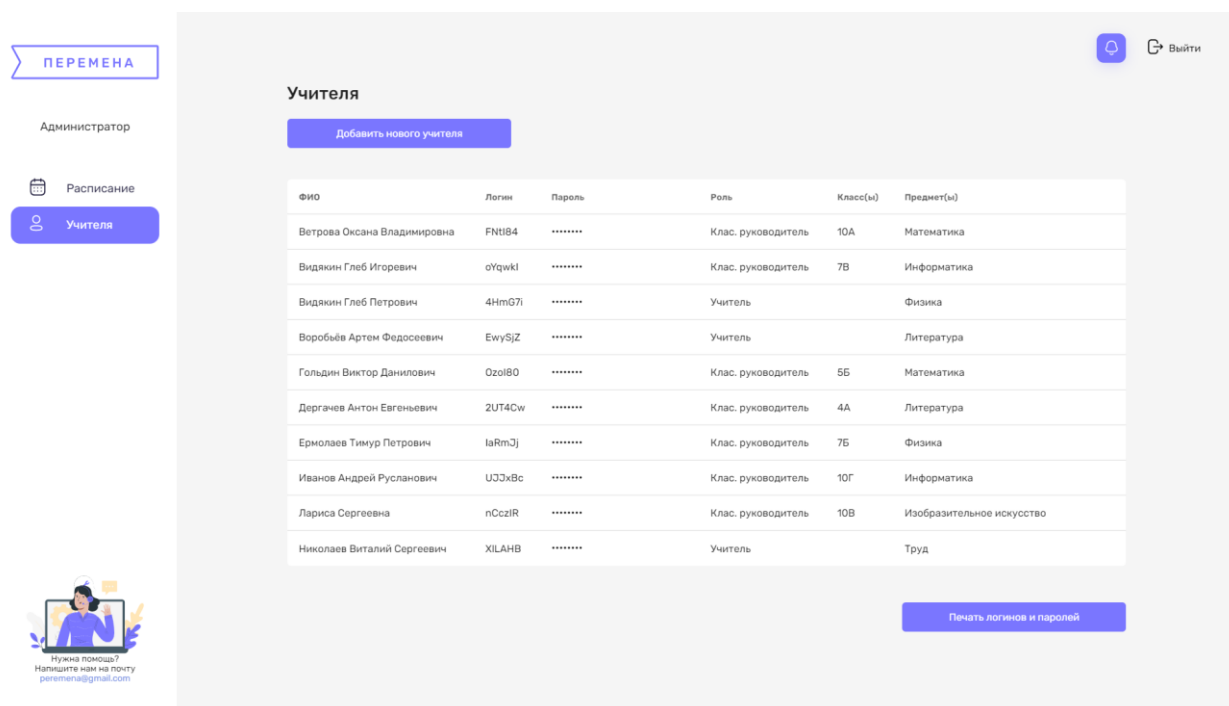 ПЕРЕМЕНА
Выйти
Администратор
Расписание
Учителя
Учителя
Добавить нового учителя
ФИО Логин Пароль Роль Класс(ы) Предмет(ы)
Ветрова Оксана Владимировна FNtI84 •••••••• Клас. руководитель 10А Математика
Видякин Глеб Игоревич oYqwkI •••••••• Клас. руководитель 7В Информатика
Видякин Глеб Петрович 4HmG7i •••••••• Учитель Физика
Воробьёв Артем Федосеевич EwySjZ •••••••• Учитель Литература
Гольдин Виктор Данилович OzoI80 •••••••• Клас. руководитель 5Б Математика
Дергачев Антон Евгеньевич 2UT4Cw •••••••• Клас. руководитель 4А Литература
Ермолаев Тимур Петрович IaRmJj •••••••• Клас. руководитель 7Б Физика
Иванов Андрей Русланович UJJxBc •••••••• Клас. руководитель 10Г Информатика
Лариса Сергеевна nCczIR •••••••• Клас. руководитель 10В Изобразительное искусство
Николаев Виталий Сергеевич XILAHB •••••••• Учитель Труд
Печать логинов и паролей
Нужна помощь?
Напишите нам на почту
peremena@gmail.com